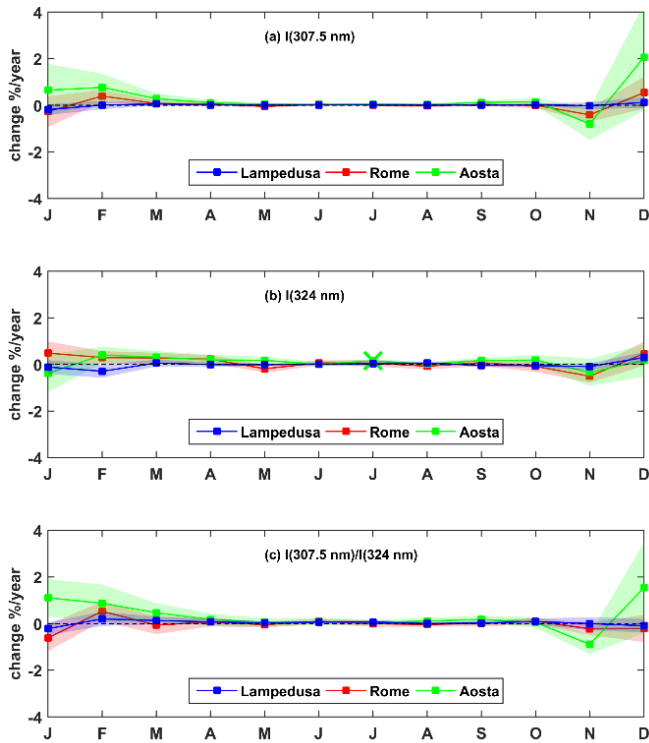 (a) I(307.5 nm)
change %/year
4
2
0
-2
-4
Lampedusa Rome Aosta
J F M A M J J A S O N D
(b) I(324 nm)
change %/year
4
2
0
-2
-4
Lampedusa Rome Aosta
J F M A M J J A S O N D
(c) I(307.5 nm)/I(324 nm)
change %/year
4
2
0
-2
-4
Lampedusa Rome Aosta
J F M A M J J A S O N D